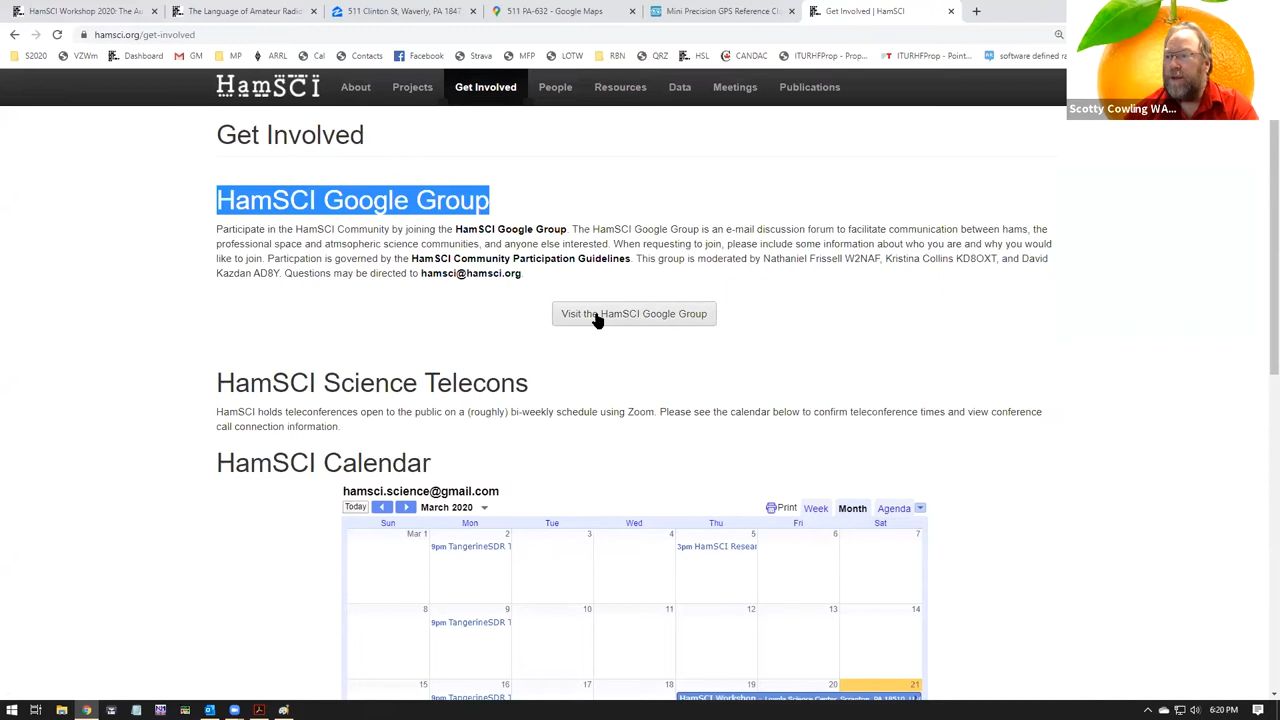 HamSCI Workshop 2020: The Au
The Language of Amateur Radio
511 Clinton St, Waverly, PA 1847
511 PA-632 - Google Maps
Mini Precision GPS Reference Cl
Get Involved | HamSCI
hamsci.org/get-involved
S2020
VZWm
Dashboard
GM
MP
ARRL
Cal
Contacts
Facebook
Strava
MFP
LOTW
RBN
QRZ
HSL
CANDAC
ITURHFProp - Prop...
ITURHFProp - Point...
software defined ra
Scotty Cowling WA...
HamSCI
About
Projects
Get Involved
People
Resources
Data
Meetings
Publications
Get Involved
HamSCI Google Group
Participate in the HamSCI Community by joining the HamSCI Google Group. The HamSCI Google Group is an e-mail discussion forum to facilitate communication between hams, the
professional space and atmsopheric science communities, and anyone else interested. When requesting to join, please include some information about who you are and why you would
like to join. Particpation is governed by the HamSCI Community Participation Guidelines. This group is moderated by Nathaniel Frissell W2NAF, Kristina Collins KD8OXT, and David
Kazdan AD8Y. Questions may be directed to hamsci@hamsci.org.
Visit the HamSCI Google Group
HamSCI Science Telecons
HamSCI holds teleconferences open to the public on a (roughly) bi-weekly schedule using Zoom. Please see the calendar below to confirm teleconference times and view conference
call connection information.
HamSCI Calendar
hamsci.science@gmail.com
Today
March 2020
Print
Week
Month
Agenda
Sun
Mon
Tue
Wed
Thu
Fri
Sat
Mar 1
2
3
4
5
6
7
9pm TangerineSDR T
3pm HamSCI Resear
8
9
10
11
12
13
14
9pm TangerineSDR T
15
16
17
18
19
20
21
9pm TangerineSDR T
HamSCI Workshop - Loyola Science Center, Scranton, PA 18510, U
6:20 PM